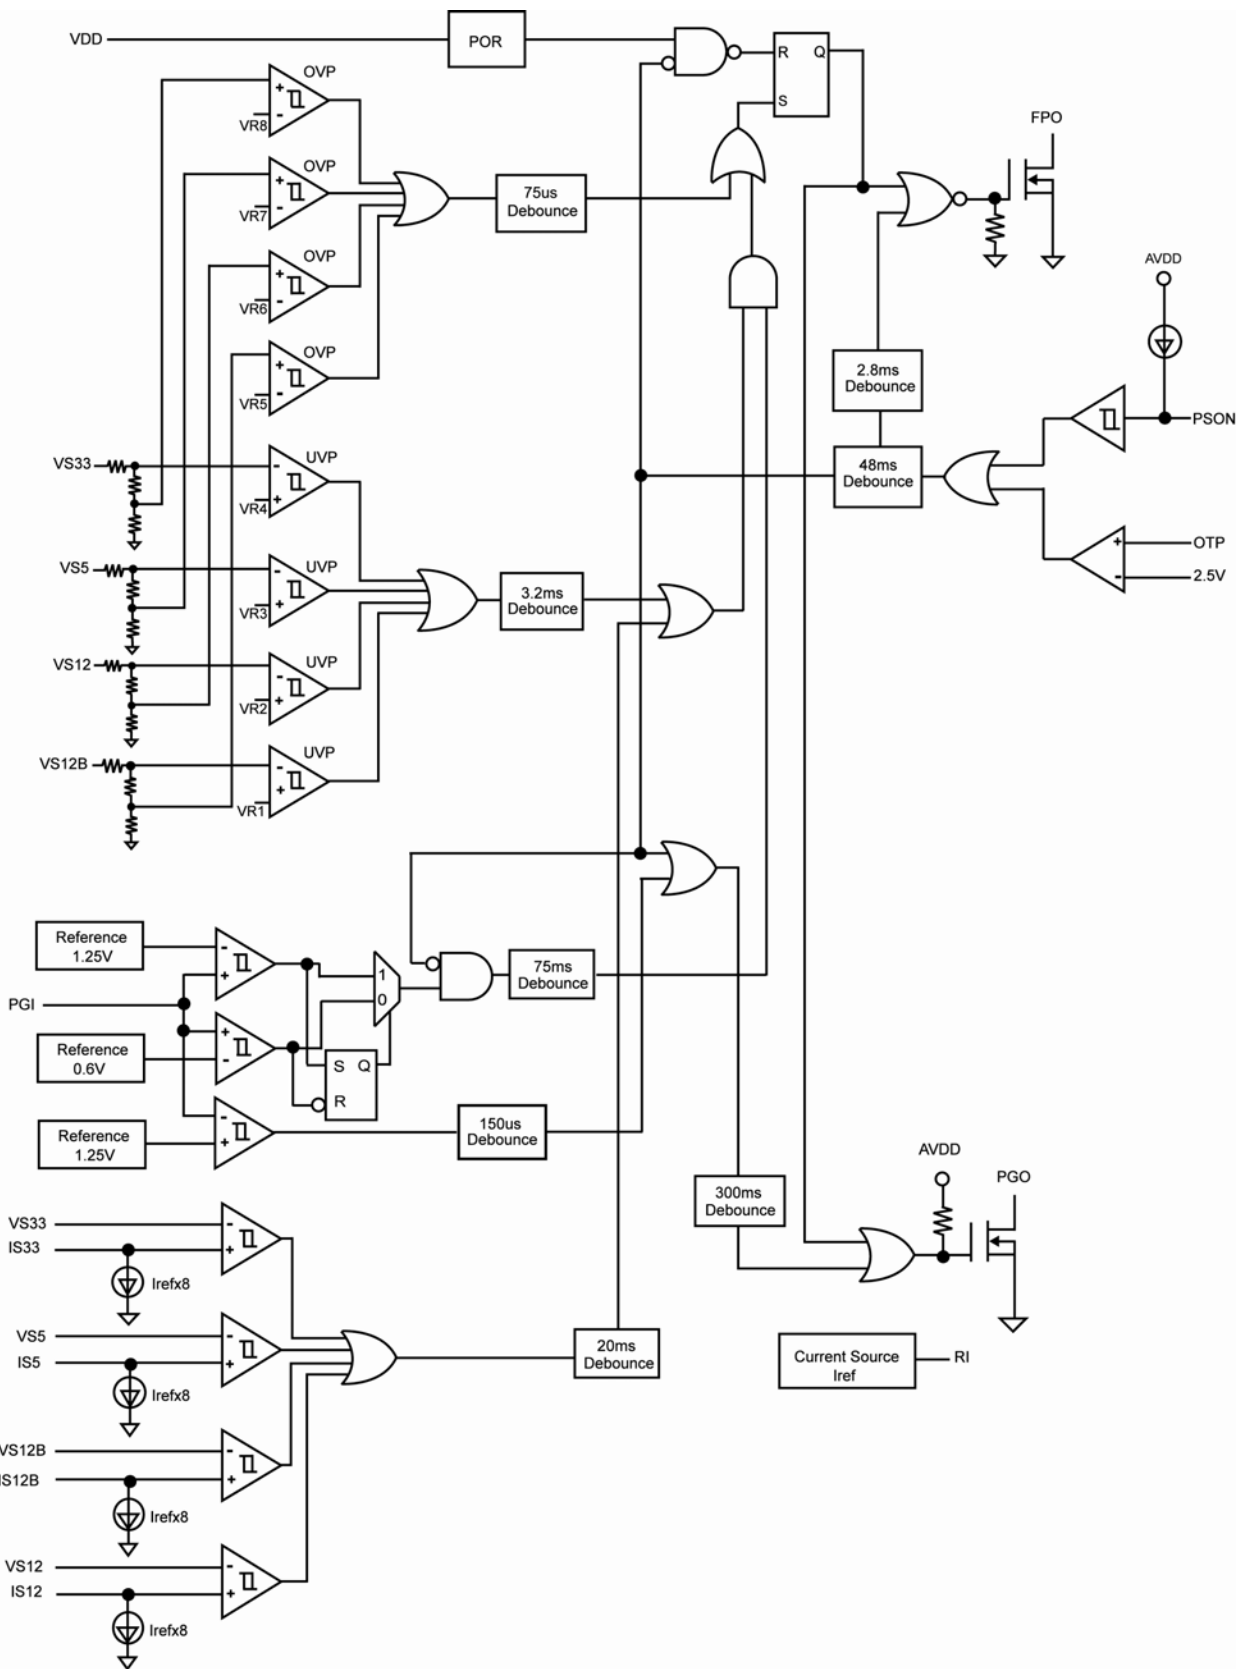 VDD
POR
R
Q
S
OVP
+
-
VR8
OVP
+
-
VR7
OVP
+
-
VR6
OVP
+
-
VR5
75us
Debounce
FPO
AVDD
2.8ms
Debounce
PSON
48ms
Debounce
+
OTP
-
2.5V
VS33
UVP
-
+
VR4
VS5
UVP
-
+
VR3
3.2ms
Debounce
VS12
UVP
-
+
VR2
VS12B
UVP
-
+
VR1
Reference
1.25V
-
+
PGI
1
0
75ms
Debounce
Reference
0.6V
+
-
S
Q
R
Reference
1.25V
-
+
150us
Debounce
300ms
Debounce
AVDD
PGO
VS33
-
IS33
+
Irefx8
VS5
-
IS5
+
Irefx8
20ms
Debounce
Current Source
Iref
RI
VS12B
-
IS12B
+
Irefx8
VS12
-
IS12
+
Irefx8